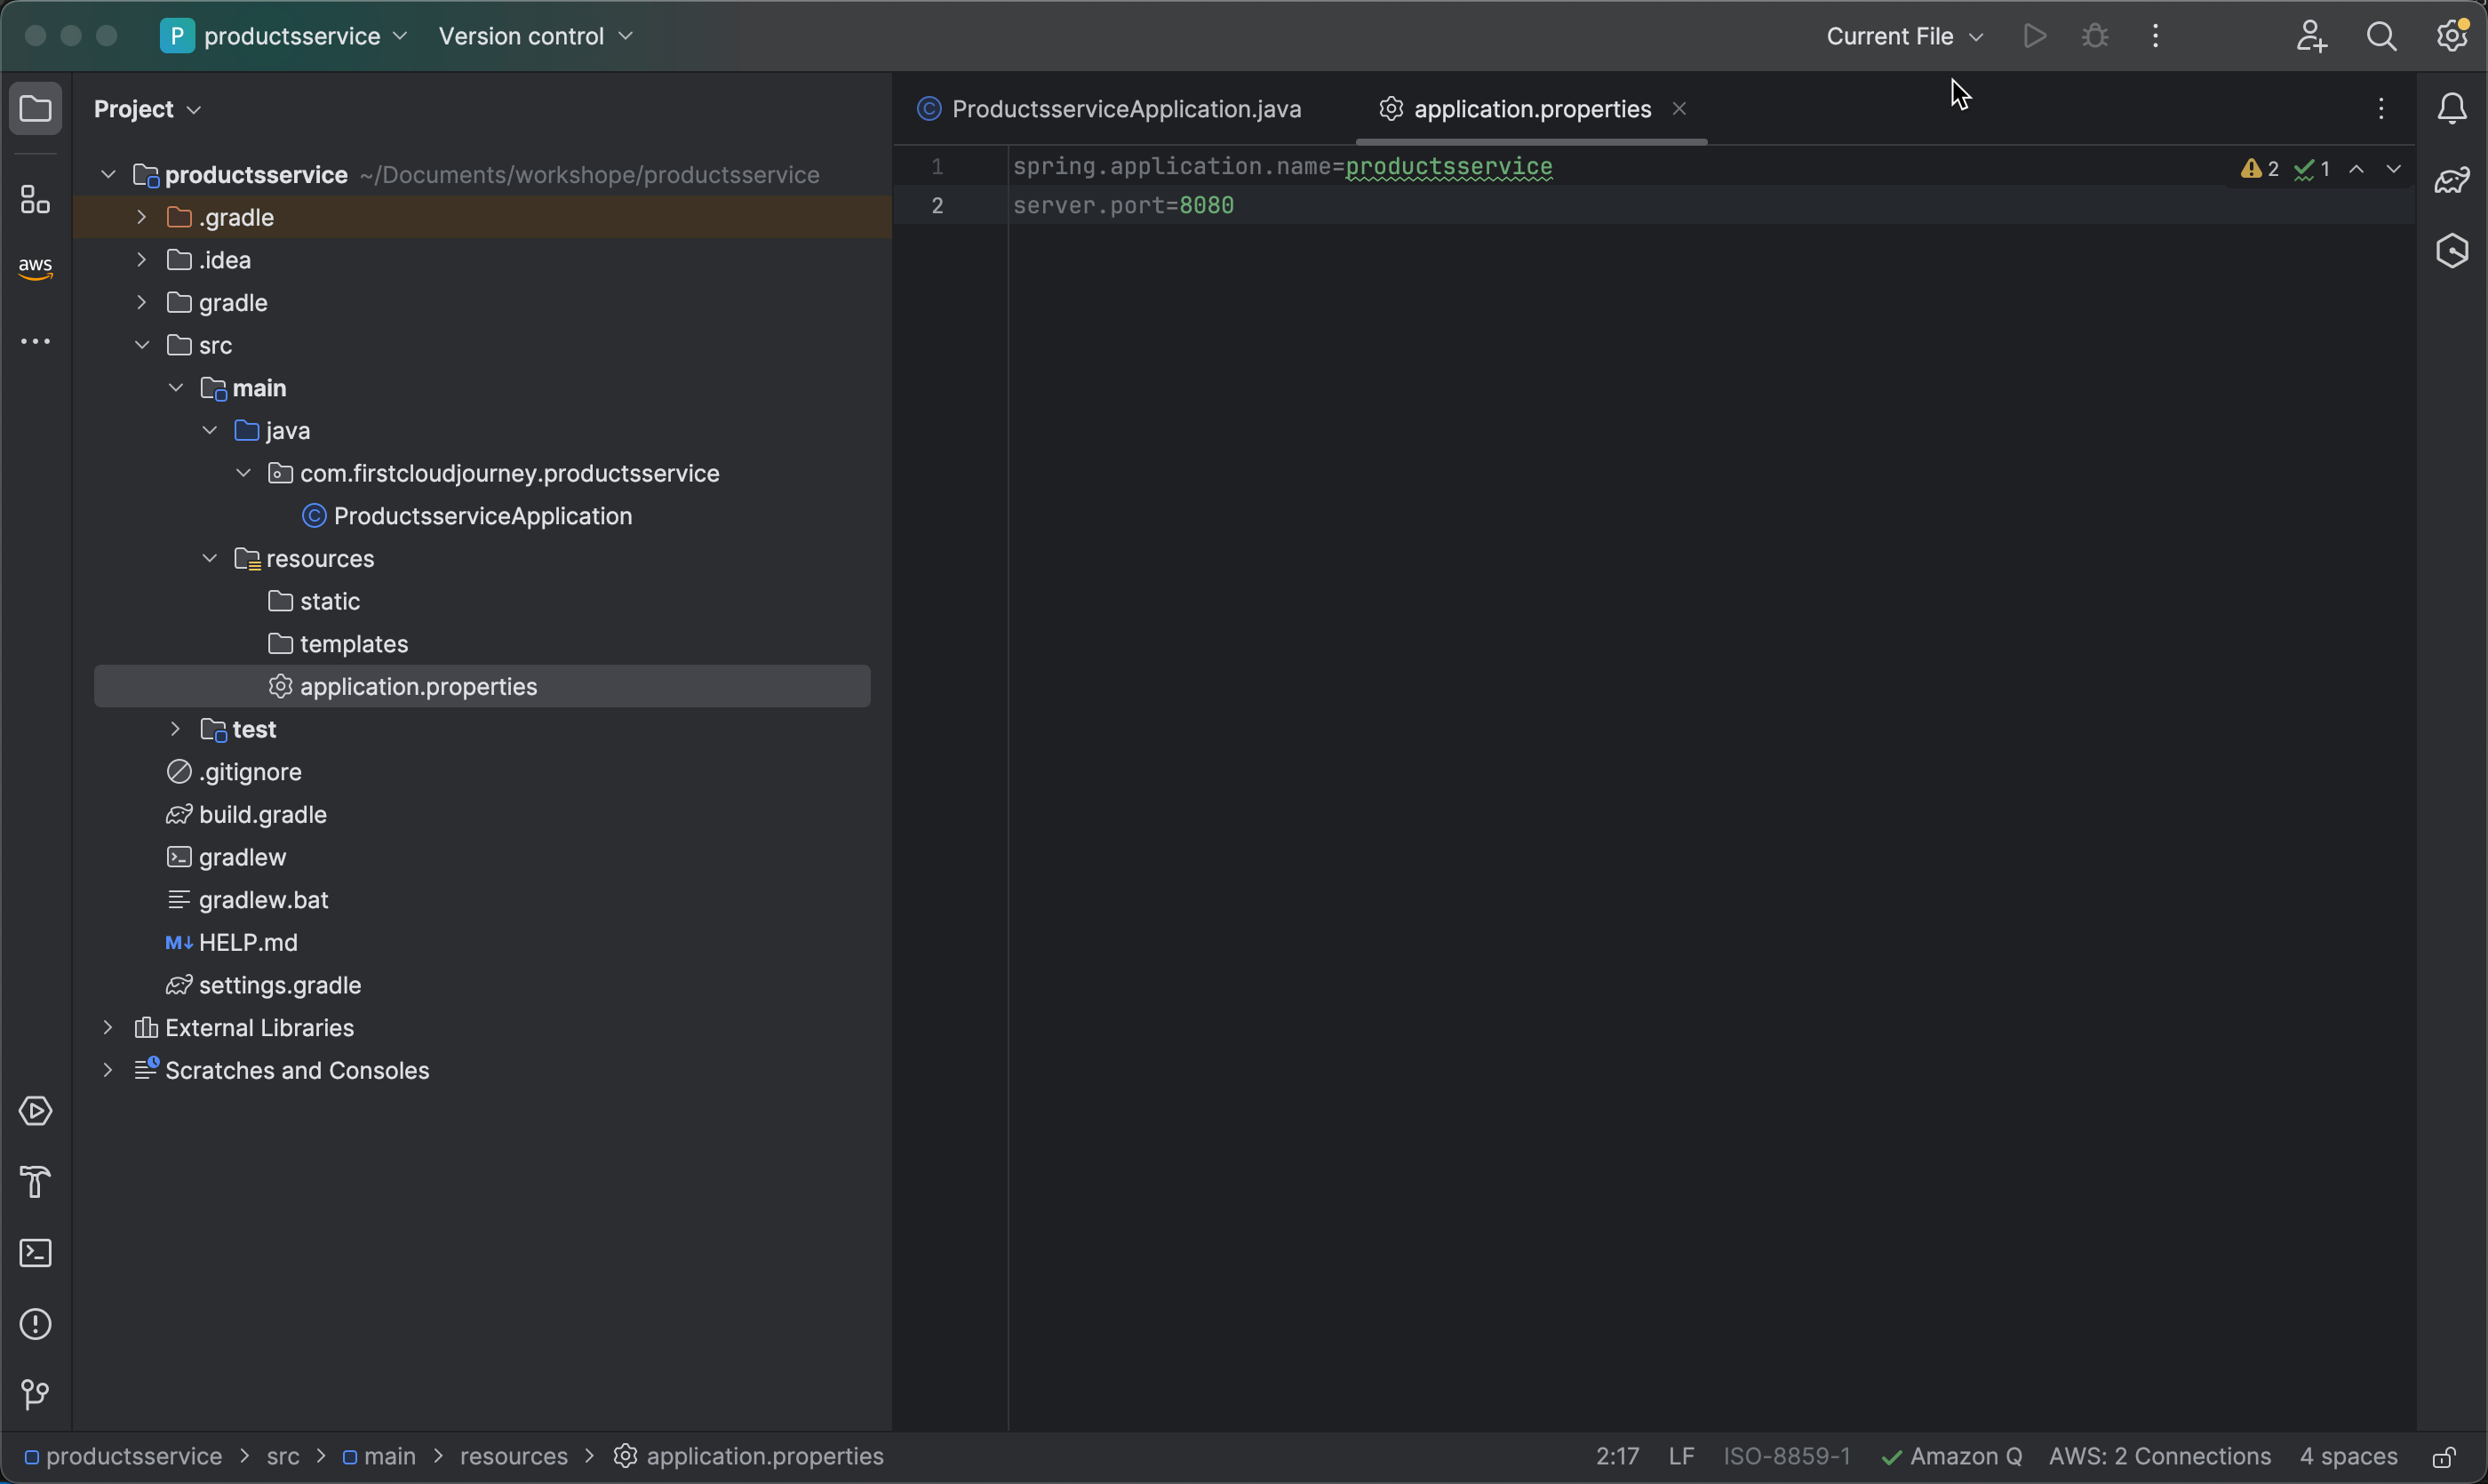 P productsservice Version control Current File
Project
ProductsserviceApplication.java application.properties
productsservice ~/Documents/workshope/productsservice
.gradle
.idea
gradle
src
main
java
com.firstcloudjourney.productsservice
ProductsserviceApplication
resources
static
templates
application.properties
test
.gitignore
build.gradle
gradlew
gradlew.bat
M↓ HELP.md
settings.gradle
External Libraries
Scratches and Consoles
aws
1 spring.application.name=productsservice
2 server.port=8080
2 1
productsservice > src > main > resources > application.properties
2:17 LF ISO-8859-1 Amazon Q AWS: 2 Connections 4 spaces